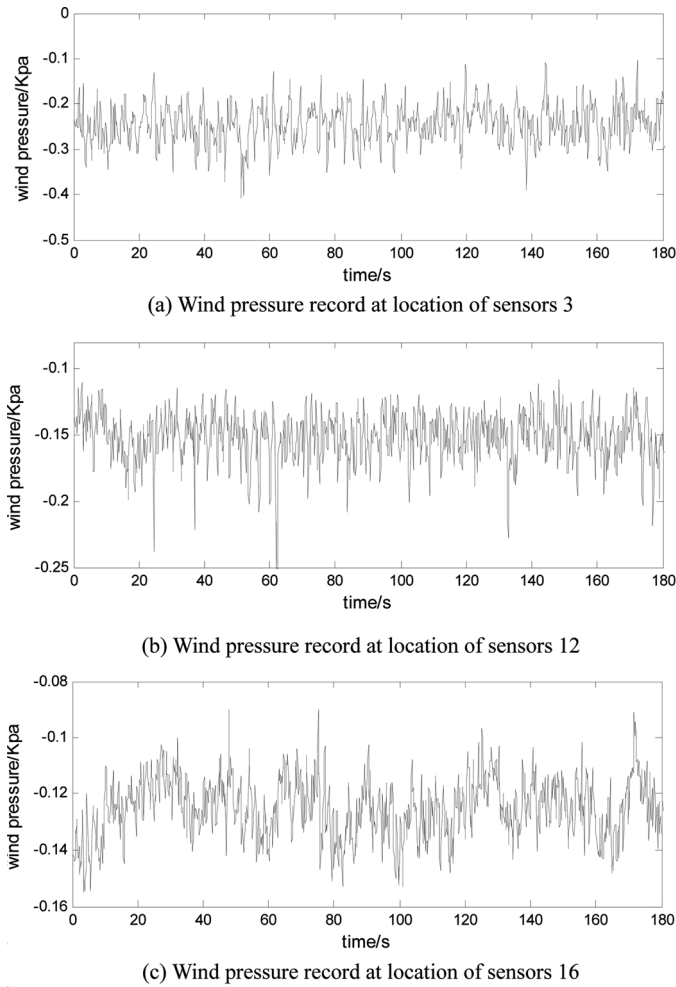 0
-0.1
-0.2
-0.3
-0.4
-0.5
wind pressure/Kpa
0 20 40 60 80 100 120 140 160 180
time/s
(a) Wind pressure record at location of sensors 3
-0.1
-0.15
-0.2
-0.25
wind pressure/Kpa
0 20 40 60 80 100 120 140 160 180
time/s
(b) Wind pressure record at location of sensors 12
-0.08
-0.1
-0.12
-0.14
-0.16
wind pressure/Kpa
0 20 40 60 80 100 120 140 160 180
time/s
(c) Wind pressure record at location of sensors 16